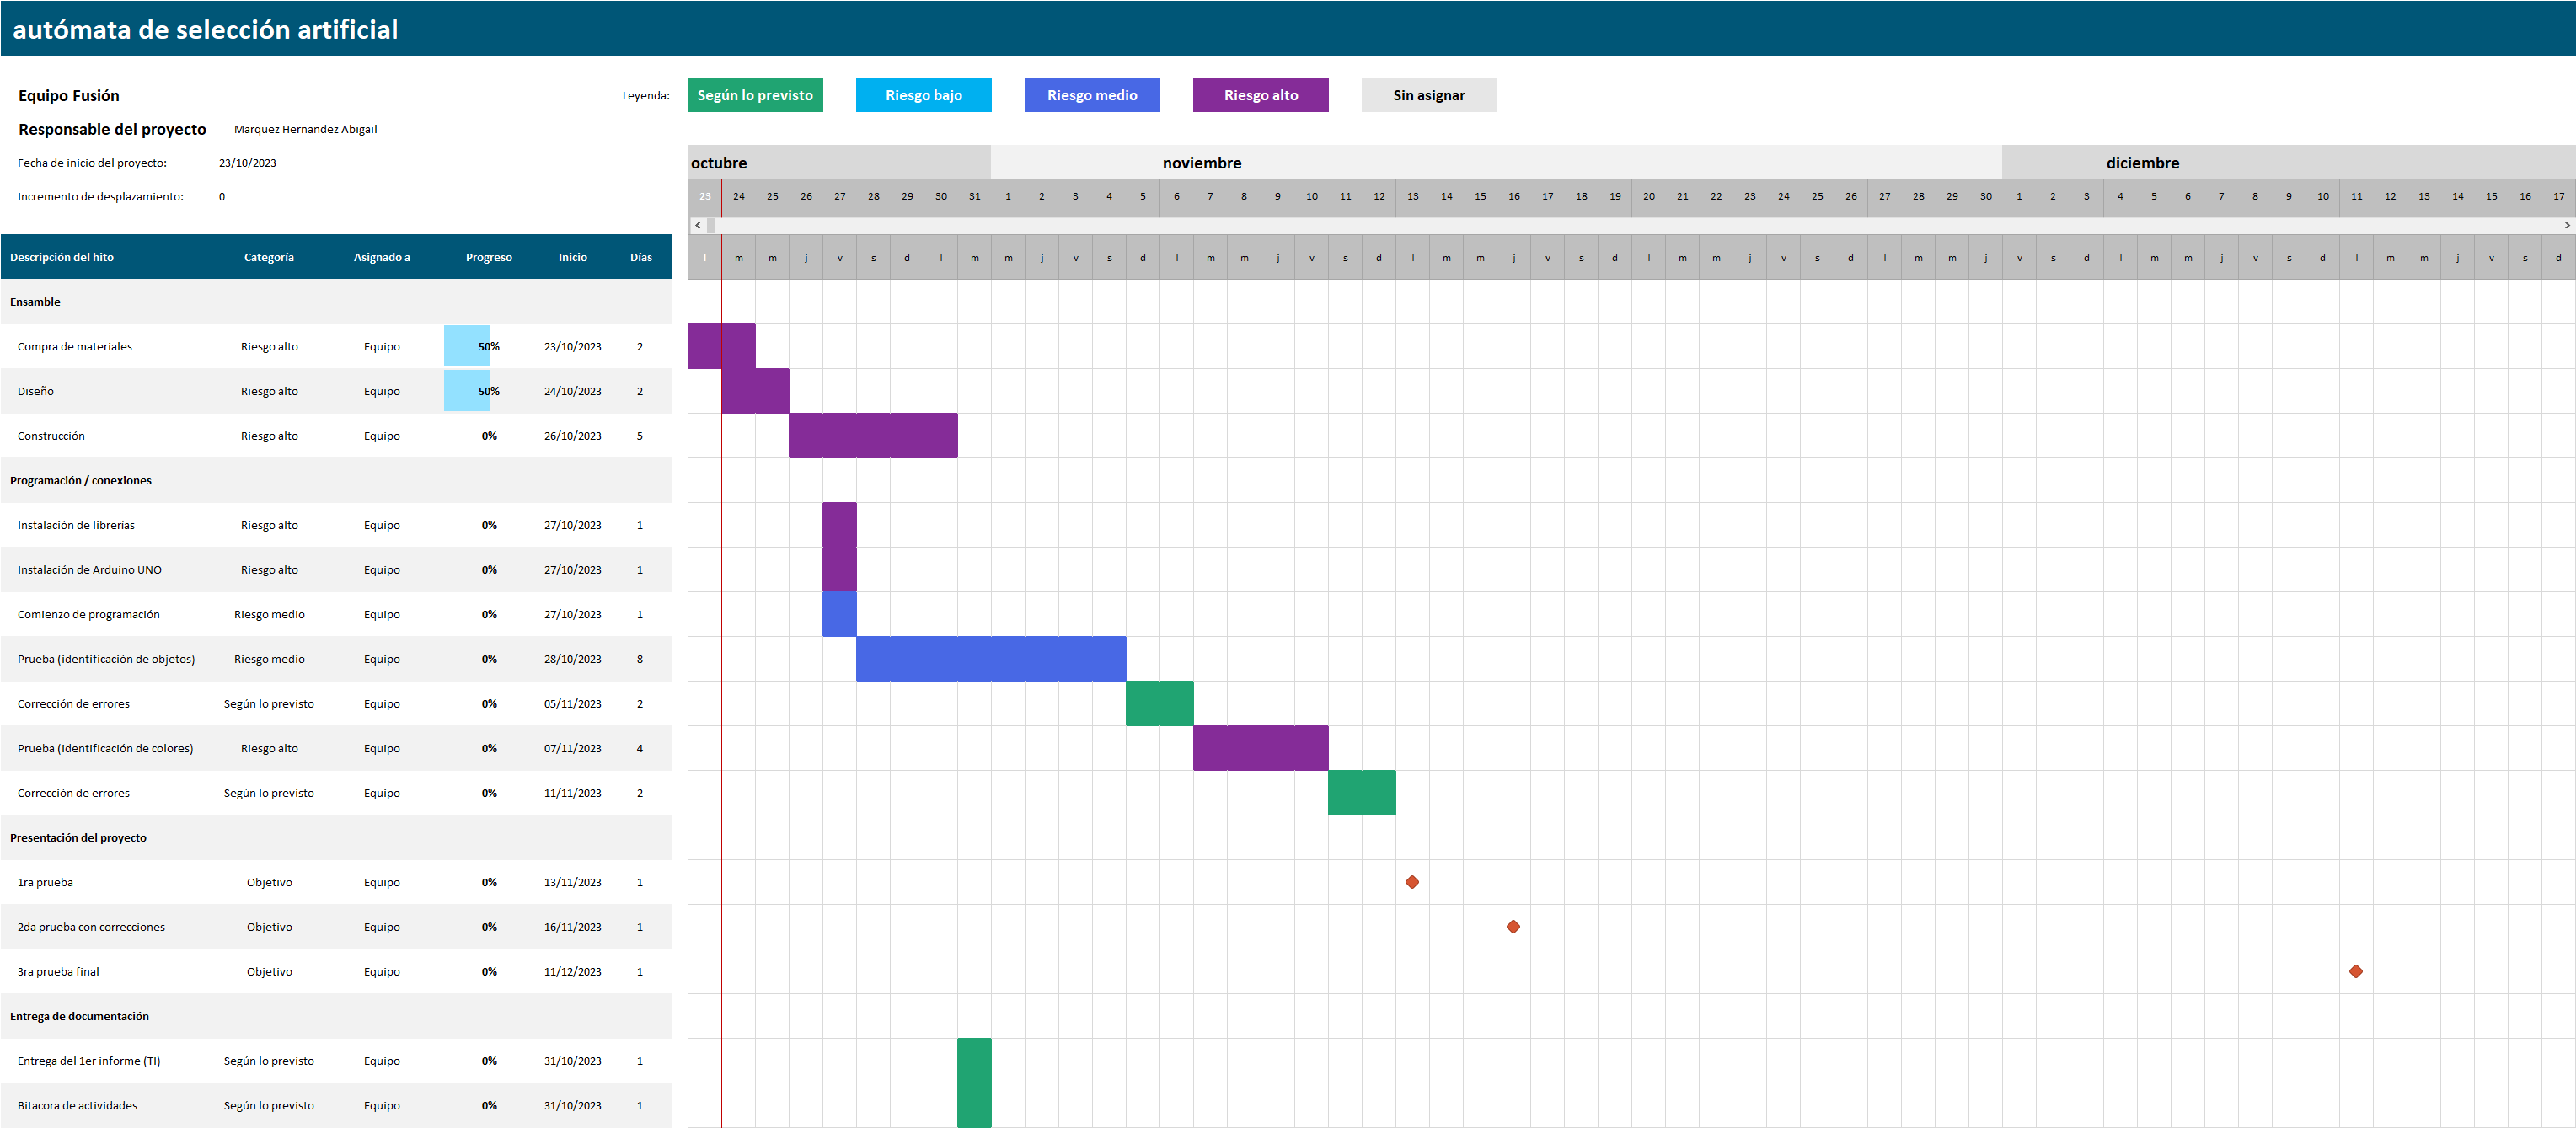 autómata de selección artificial
Equipo Fusión
Leyenda: Según lo previsto Riesgo bajo Riesgo medio Riesgo alto Sin asignar
Responsable del proyecto Marquez Hernandez Abigail
Fecha de inicio del proyecto: 23/10/2023
octubre noviembre diciembre
Incremento de desplazamiento: 0
23 24 25 26 27 28 29 30 31 1 2 3 4 5 6 7 8 9 10 11 12 13 14 15 16 17 18 19 20 21 22 23 24 25 26 27 28 29 30 1 2 3 4 5 6 7 8 9 10 11 12 13 14 15 16 17
Descripción del hito Categoría Asignado a Progreso Inicio Días
l m m j v s d l m m j v s d l m m j v s d l m m j v s d l m m j v s d l m m j v s d l m m j v s d l m m j v s d
Ensamble
Compra de materiales Riesgo alto Equipo 50% 23/10/2023 2
Diseño Riesgo alto Equipo 50% 24/10/2023 2
Construcción Riesgo alto Equipo 0% 26/10/2023 5
Programación / conexiones
Instalación de librerías Riesgo alto Equipo 0% 27/10/2023 1
Instalación de Arduino UNO Riesgo alto Equipo 0% 27/10/2023 1
Comienzo de programación Riesgo medio Equipo 0% 27/10/2023 1
Prueba (identificación de objetos) Riesgo medio Equipo 0% 28/10/2023 8
Corrección de errores Según lo previsto Equipo 0% 05/11/2023 2
Prueba (identificación de colores) Riesgo alto Equipo 0% 07/11/2023 4
Corrección de errores Según lo previsto Equipo 0% 11/11/2023 2
Presentación del proyecto
1ra prueba Objetivo Equipo 0% 13/11/2023 1
2da prueba con correcciones Objetivo Equipo 0% 16/11/2023 1
3ra prueba final Objetivo Equipo 0% 11/12/2023 1
Entrega de documentación
Entrega del 1er informe (TI) Según lo previsto Equipo 0% 31/10/2023 1
Bitacora de actividades Según lo previsto Equipo 0% 31/10/2023 1